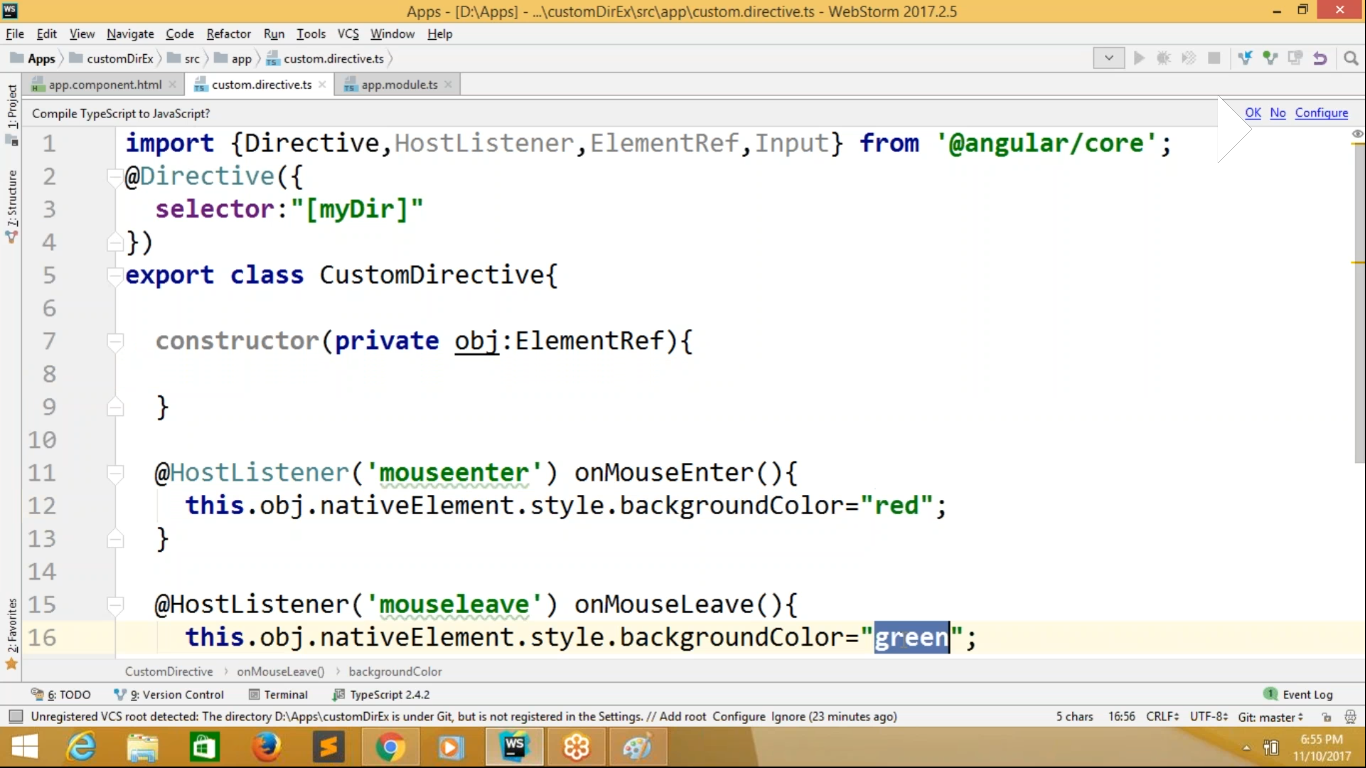 WS
Apps - [D:\Apps] - ...\customDirEx\src\app\custom.directive.ts - WebStorm 2017.2.5
File Edit View Navigate Code Refactor Run Tools VCS Window Help
Apps customDirEx src app custom.directive.ts
app.component.html custom.directive.ts app.module.ts
Compile TypeScript to JavaScript? OK No Configure
1: Project
7: Structure
2: Favorites
1 import {Directive,HostListener,ElementRef,Input} from '@angular/core';
2 @Directive({
3 selector:"[myDir]"
4 })
5 export class CustomDirective{
6
7 constructor(private obj:ElementRef){
8
9 }
10
11 @HostListener('mouseenter') onMouseEnter(){
12 this.obj.nativeElement.style.backgroundColor="red";
13 }
14
15 @HostListener('mouseleave') onMouseLeave(){
16 this.obj.nativeElement.style.backgroundColor="green";
CustomDirective onMouseLeave() backgroundColor
6: TODO 9: Version Control Terminal TypeScript 2.4.2 1 Event Log
Unregistered VCS root detected: The directory D:\Apps\customDirEx is under Git, but is not registered in the Settings. // Add root Configure Ignore (23 minutes ago) 5 chars 16:56 CRLF UTF-8 Git: master
WS
6:55 PM
11/10/2017